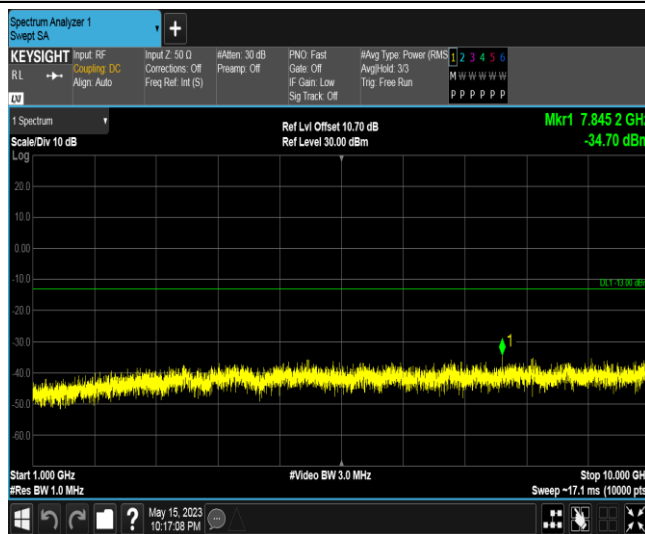 Spectrum Analyzer 1
Swept SA
+
KEYSIGHT
RL
LXI
Input: RF
Coupling: DC
Align: Auto
Input Z: 50 Ω
Corrections: Off
Freq Ref: Int (S)
#Atten: 30 dB
Preamp: Off
PNO: Fast
Gate: Off
IF Gain: Low
Sig Track: Off
#Avg Type: Power (RMS
Avg|Hold: 3/3
Trig: Free Run
1 2 3 4 5 6
M W W W W W
P P P P P P
1 Spectrum
Scale/Div 10 dB
Log
Ref Lvl Offset 10.70 dB
Ref Level 30.00 dBm
Mkr1 7.845 2 GHz
-34.70 dBm
20.0
10.0
0.00
-10.0
DL1 -13.00 dBm
-20.0
-30.0
1
-40.0
-50.0
-60.0
Start 1.000 GHz
#Res BW 1.0 MHz
#Video BW 3.0 MHz
Stop 10.000 GH
Sweep ~17.1 ms (10000 pts
?
May 15, 2023
10:17:08 PM